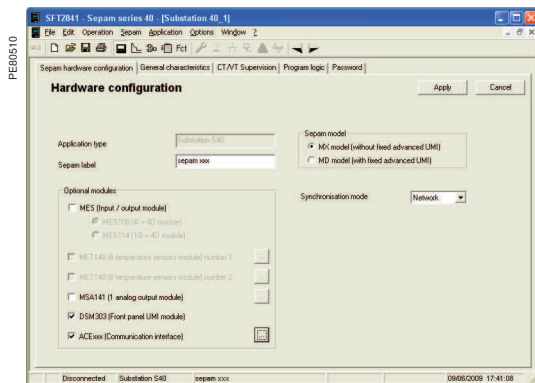 PE80510
SFT2841 - Sepam series 40 - [Substation 40_1]
File Edit Operation Sepam Application Options Window ?
Fct
Sepam hardware configuration General characteristics CT/VT Supervision Program logic Password
Hardware configuration
Apply Cancel
Application type Substation S40
Sepam label sepam xxx
Sepam model
MX model (without fixed advanced UMI)
MD model (with fixed advanced UMI)
Synchronisation mode Network
Optional modules
MES (Input / output module)
MES108 (4I + 4O module)
MES114 (10I + 4O module)
MET148 (8 temperature sensors module) number 1
MET148 (8 temperature sensors module) number 2
MSA141 (1 analog output module)
DSM303 (Front panel UMI module)
ACExxx (Communication interface)
...
Disconnected Substation S40 sepam xxx 09/06/2009 17:41:08